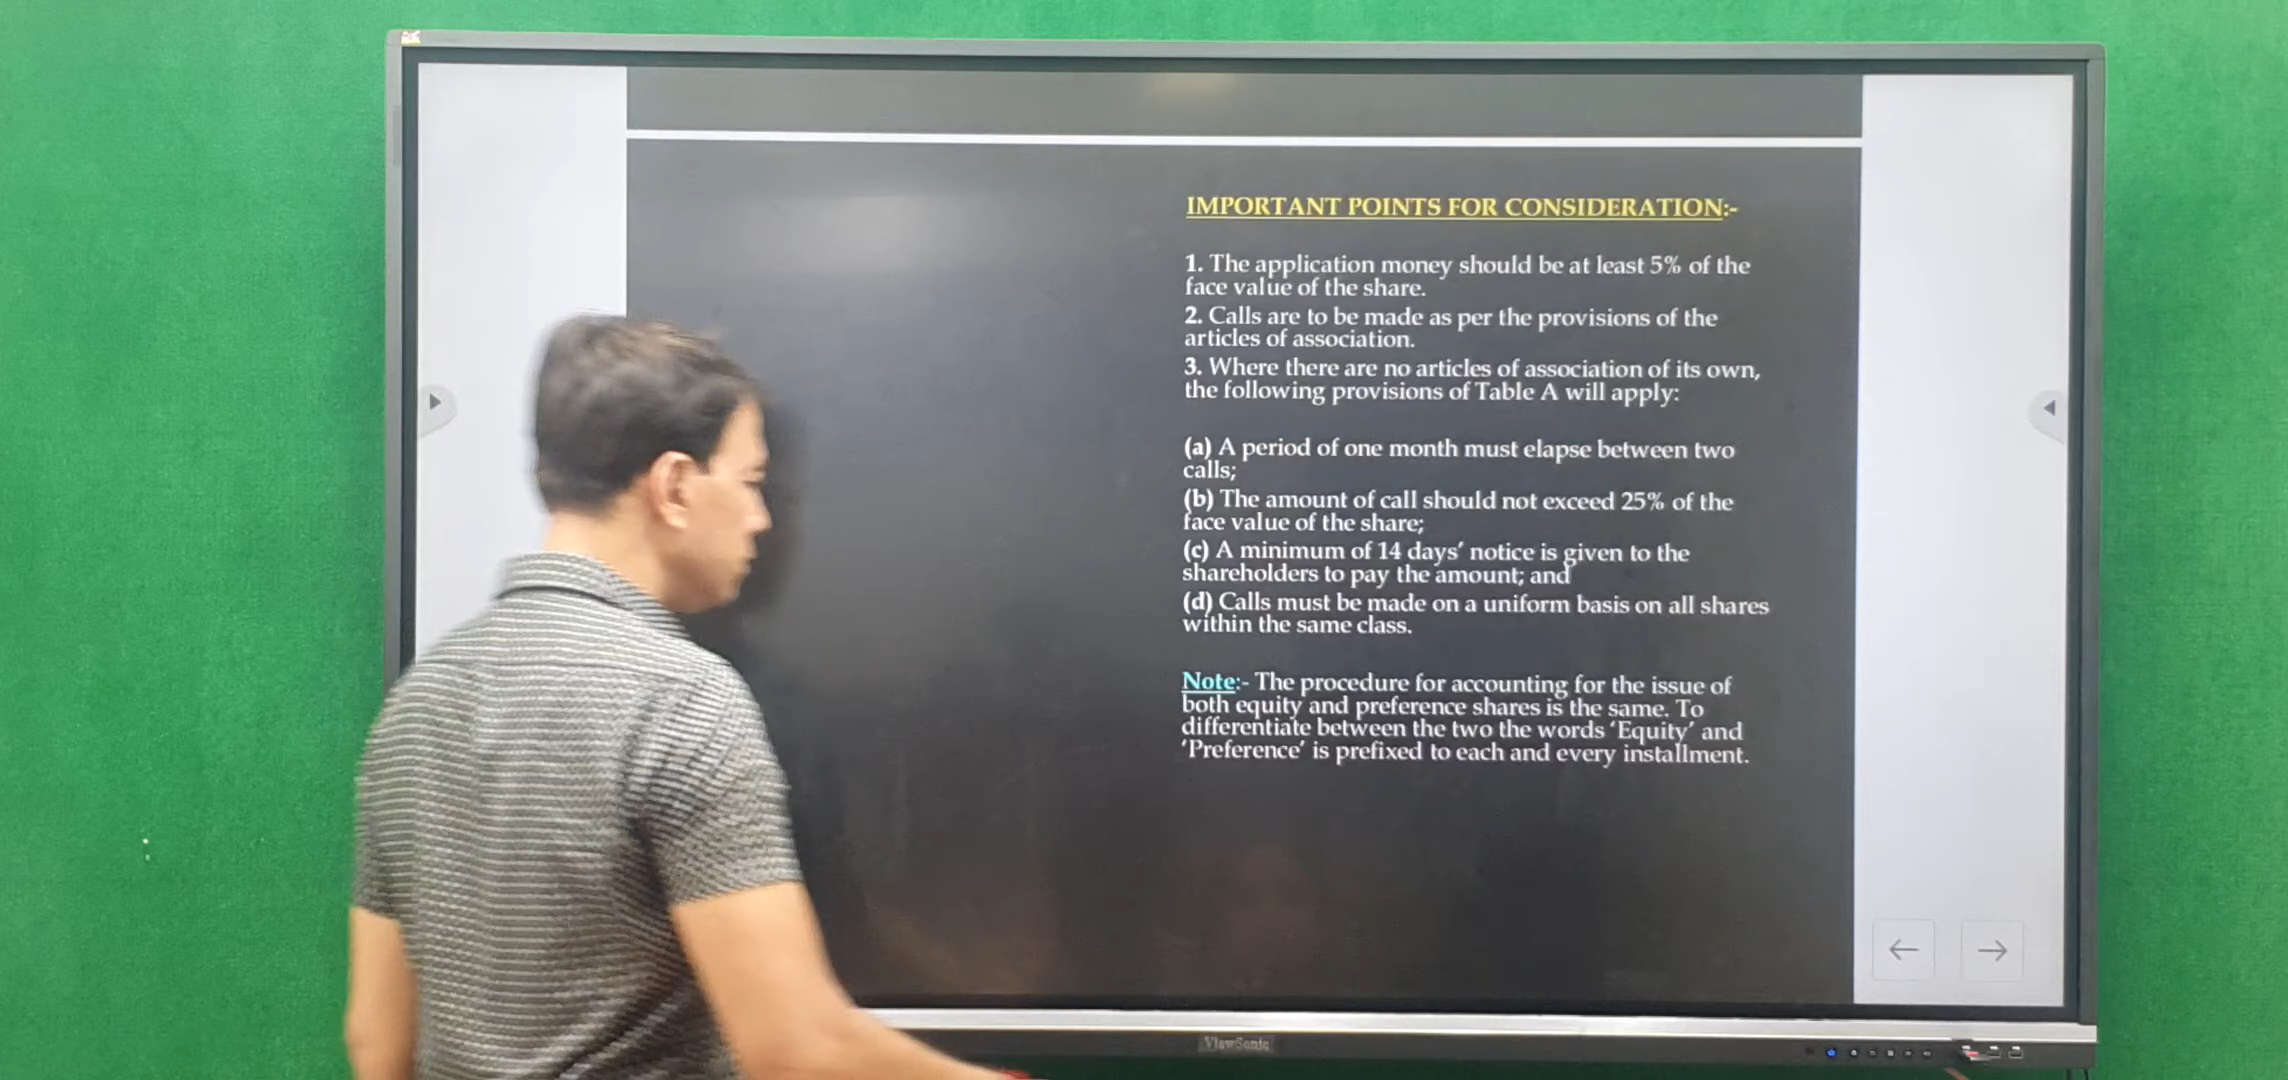 IMPORTANT POINTS FOR CONSIDERATION:-
1. The application money should be at least 5% of the
face value of the share.
2. Calls are to be made as per the provisions of the
articles of association.
3. Where there are no articles of association of its own,
the following provisions of Table A will apply:
(a) A period of one month must elapse between two
calls;
(b) The amount of call should not exceed 25% of the
face value of the share;
(c) A minimum of 14 days' notice is given to the
shareholders to pay the amount; and
(d) Calls must be made on a uniform basis on all shares
within the same class.
Note:- The procedure for accounting for the issue of
both equity and preference shares is the same. To
differentiate between the two the words 'Equity' and
'Preference' is prefixed to each and every installment.
ViewSonic